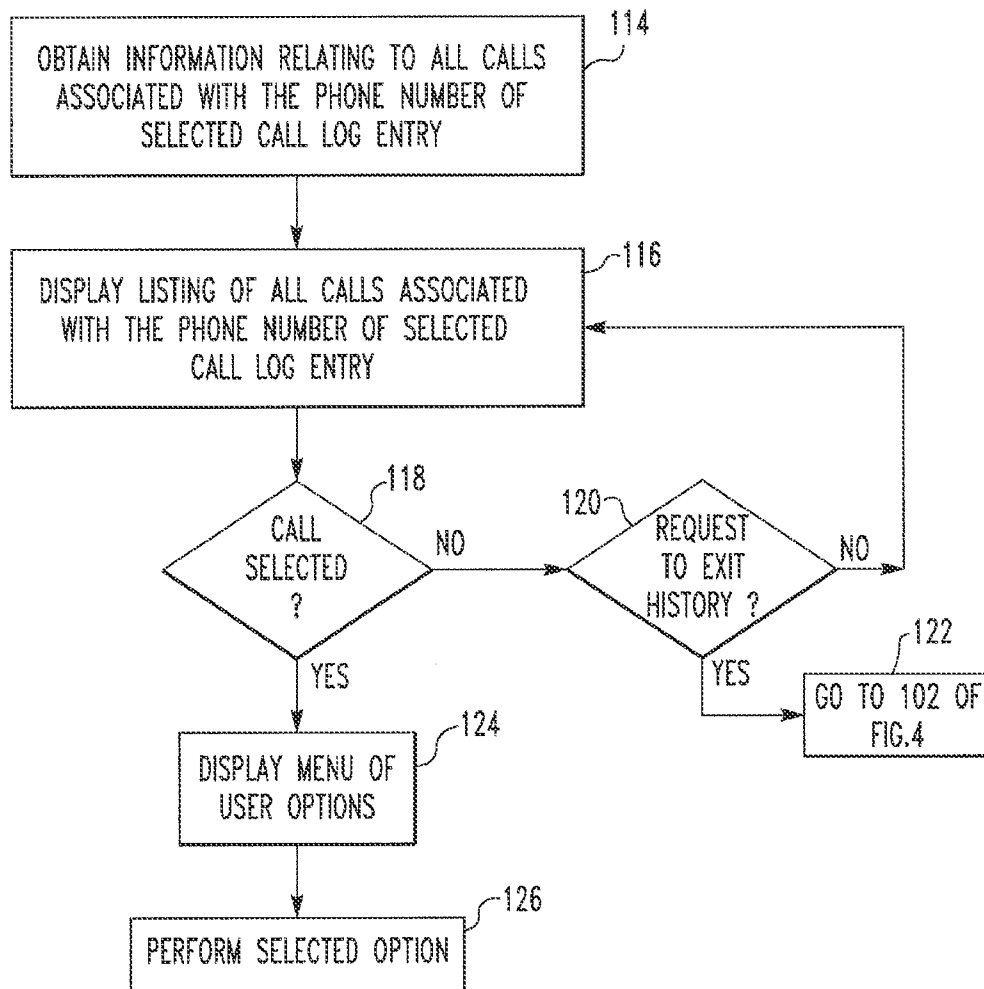 114
OBTAIN INFORMATION RELATING TO ALL CALLS
ASSOCIATED WITH THE PHONE NUMBER OF
SELECTED CALL LOG ENTRY
116
DISPLAY LISTING OF ALL CALLS ASSOCIATED
WITH THE PHONE NUMBER OF SELECTED
CALL LOG ENTRY
118
CALL
SELECTED
?
NO
120
REQUEST
TO EXIT
HISTORY ?
NO
YES
YES
122
GO TO 102 OF
FIG.4
124
DISPLAY MENU OF
USER OPTIONS
126
PERFORM SELECTED OPTION